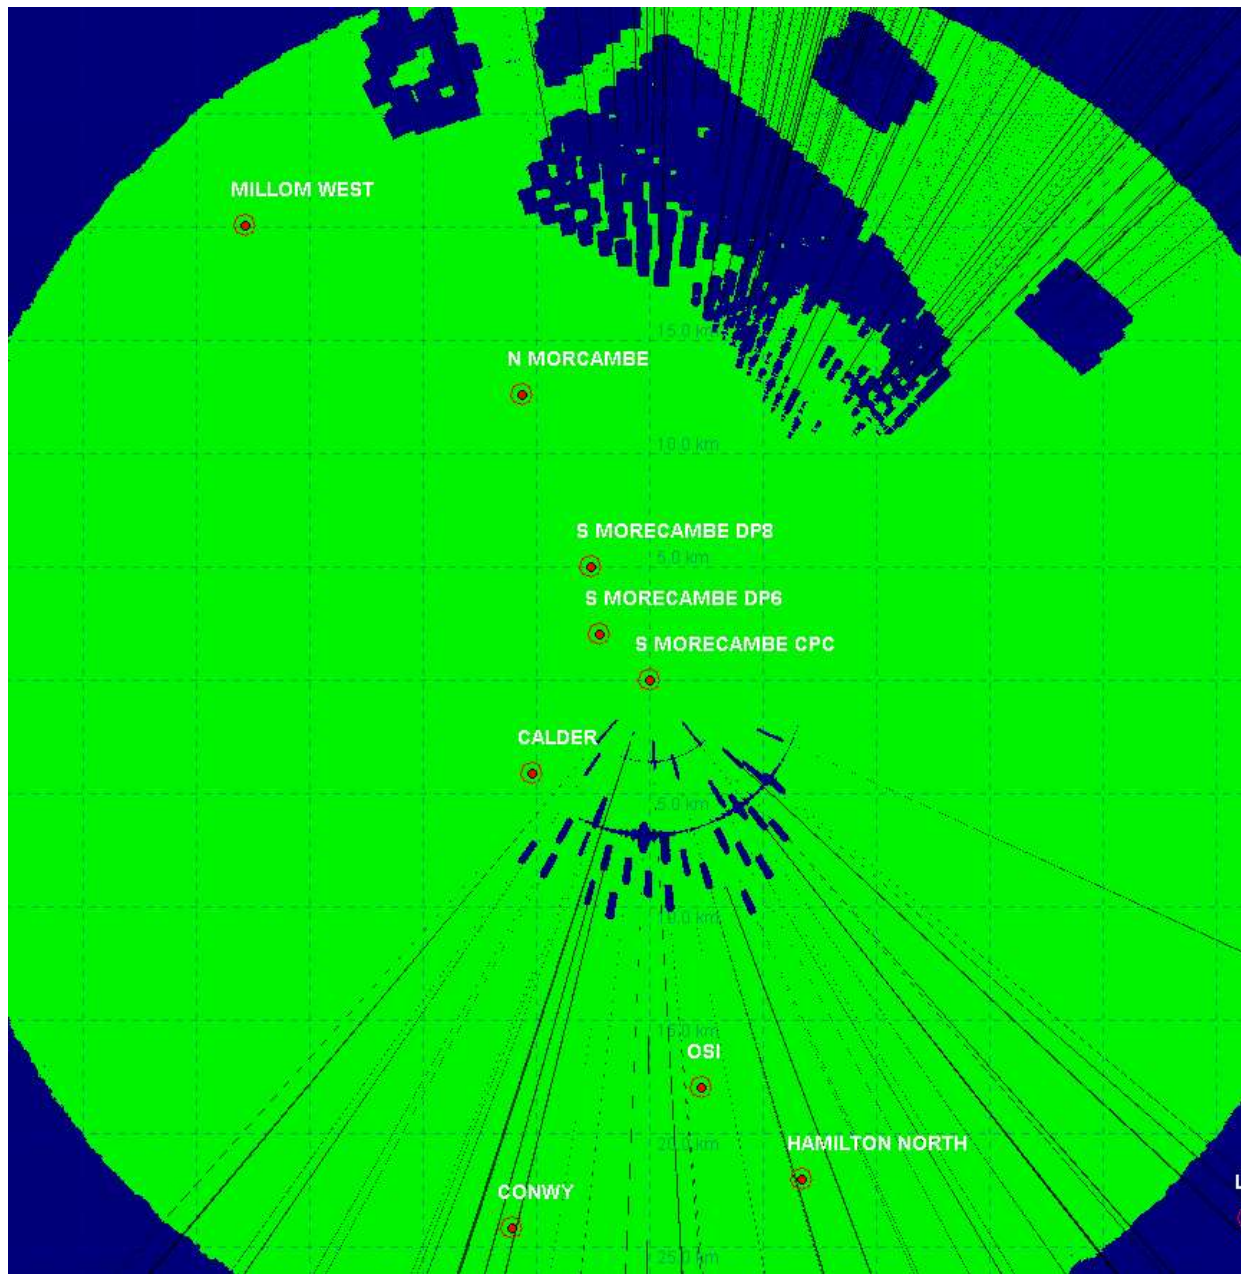 MILLOM WEST
15.0 km
N MORCAMBE
10.0 km
S MORECAMBE DP8
5.0 km
S MORECAMBE DP6
S MORECAMBE CPC
CALDER
5.0 km
10.0 km
15.0 km
OSI
20.0 km
HAMILTON NORTH
L
CONWY
25.0 km